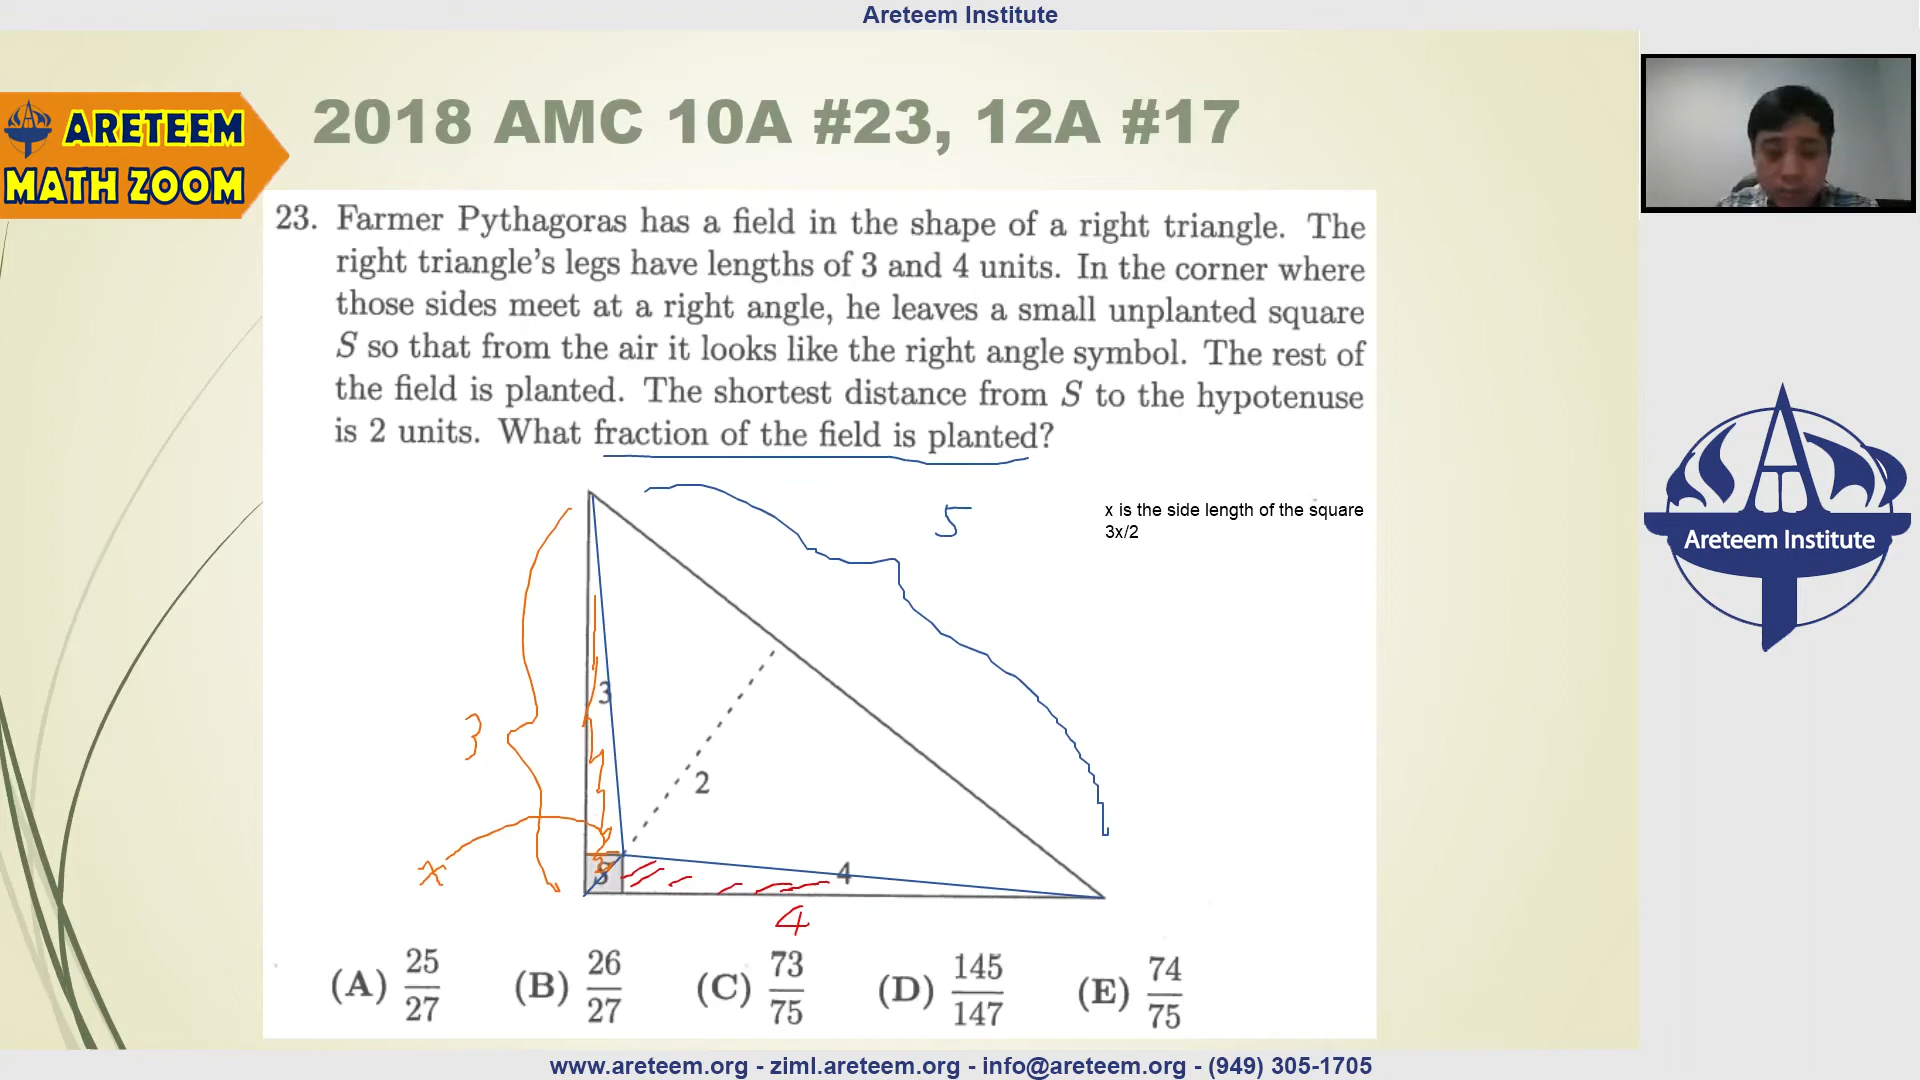 Areteem Institute
2018 AMC 10A #23, 12A #17
ARETEEM
MATH ZOOM
23. Farmer Pythagoras has a field in the shape of a right triangle. The
right triangle's legs have lengths of 3 and 4 units. In the corner where
those sides meet at a right angle, he leaves a small unplanted square
S so that from the air it looks like the right angle symbol. The rest of
the field is planted. The shortest distance from S to the hypotenuse
is 2 units. What fraction of the field is planted?
5
x is the side length of the square
3x/2
Areteem Institute
3
3
2
x
S
4
4
(A) 25/27 (B) 26/27 (C) 73/75 (D) 145/147 (E) 74/75
www.areteem.org - ziml.areteem.org - info@areteem.org - (949) 305-1705